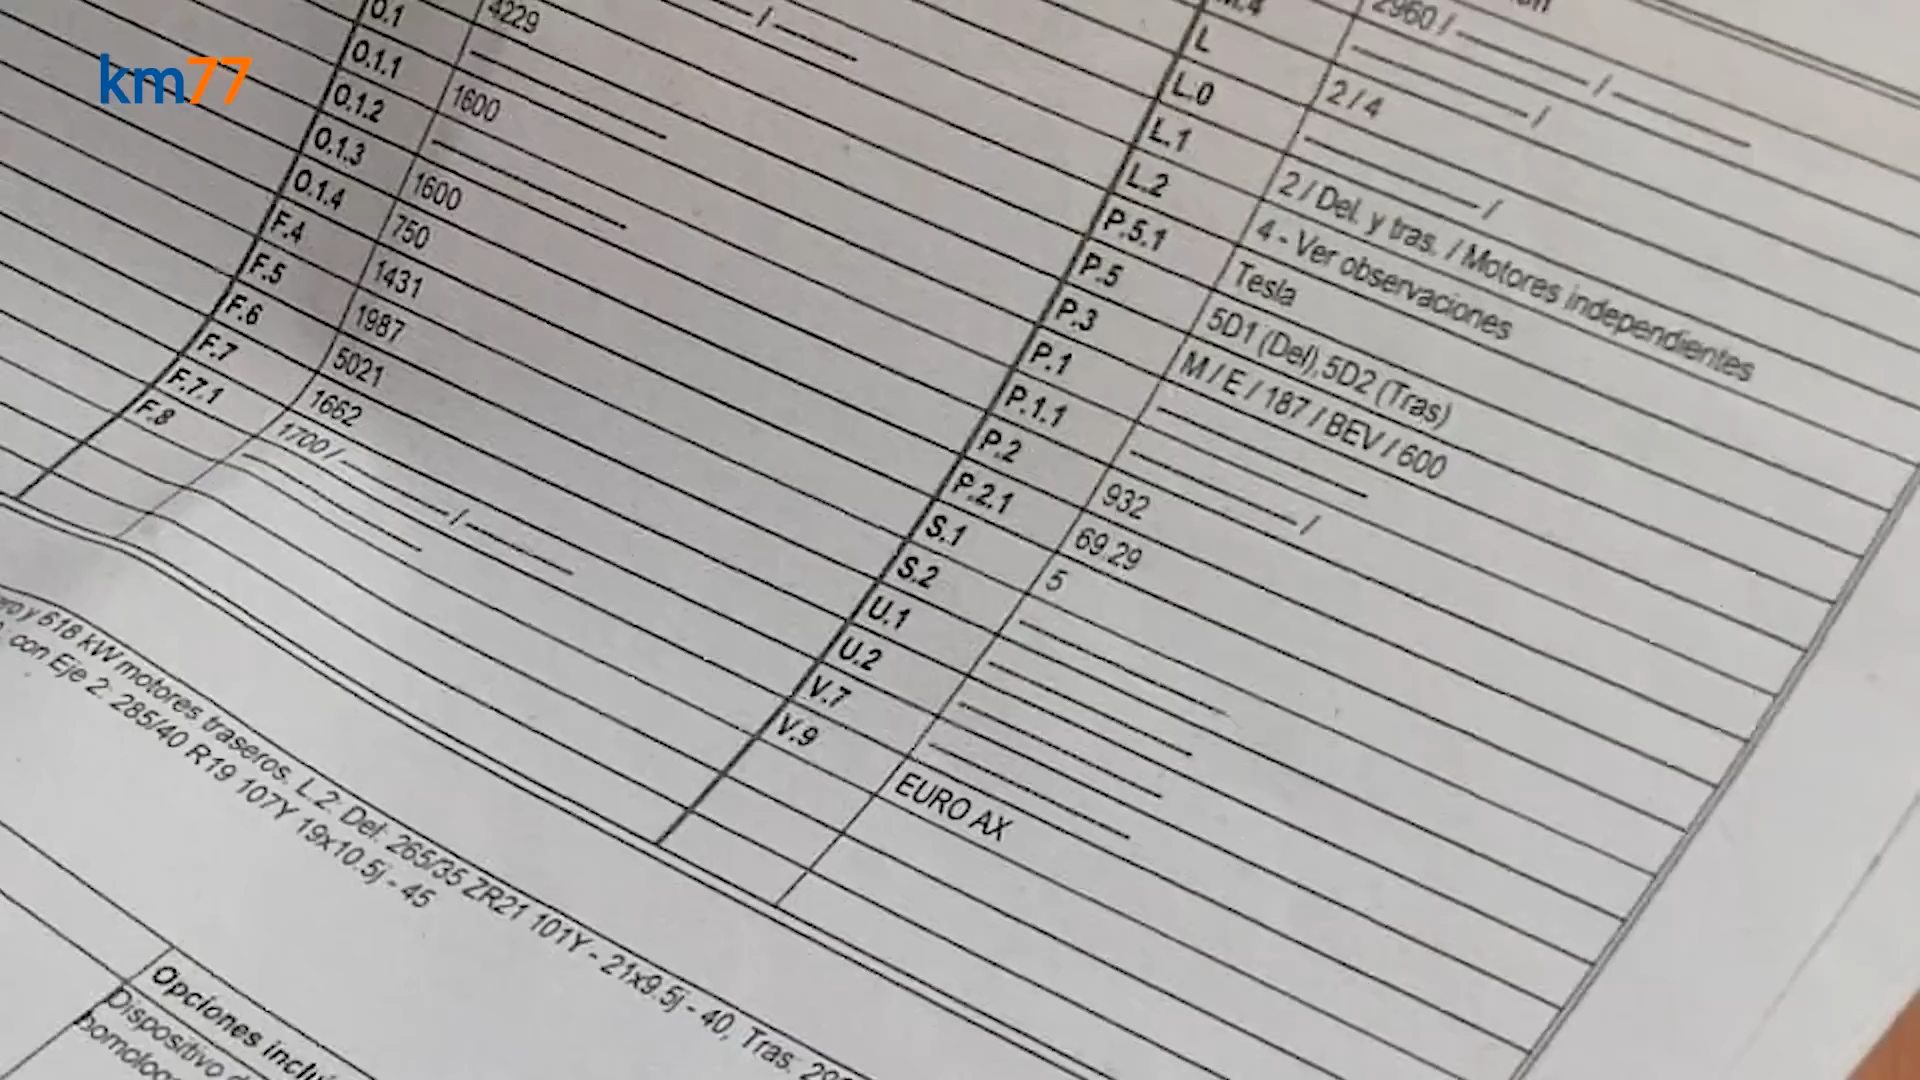 km77
O.1 4229
O.1.1
O.1.2 1600
O.1.3
O.1.4 1600
F.4 750
F.5 1431
F.6 1987
F.7 5021
F.7.1 1662
F.8 1700 /
/
/
2960 /
L
/
L.0 2 / 4
/
L.1
/
L.2 2 / Del. y tras. / Motores independientes
P.5.1 4 - Ver observaciones
P.5 Tesla
P.3 5D1 (Del),5D2 (Tras)
P.1 M / E / 187 / BEV / 600
P.1.1
P.2
/
P.2.1 932
S.1 69.29
S.2 5
U.1
U.2
V.7
V.9 EURO AX
y 618 kW motores traseros. L.2: Del: 265/35 ZR21 101Y - 21x9.5j - 40, Tras:
con Eje 2: 285/40 R19 107Y 19x10.5j - 45
Opciones
Dispositivo